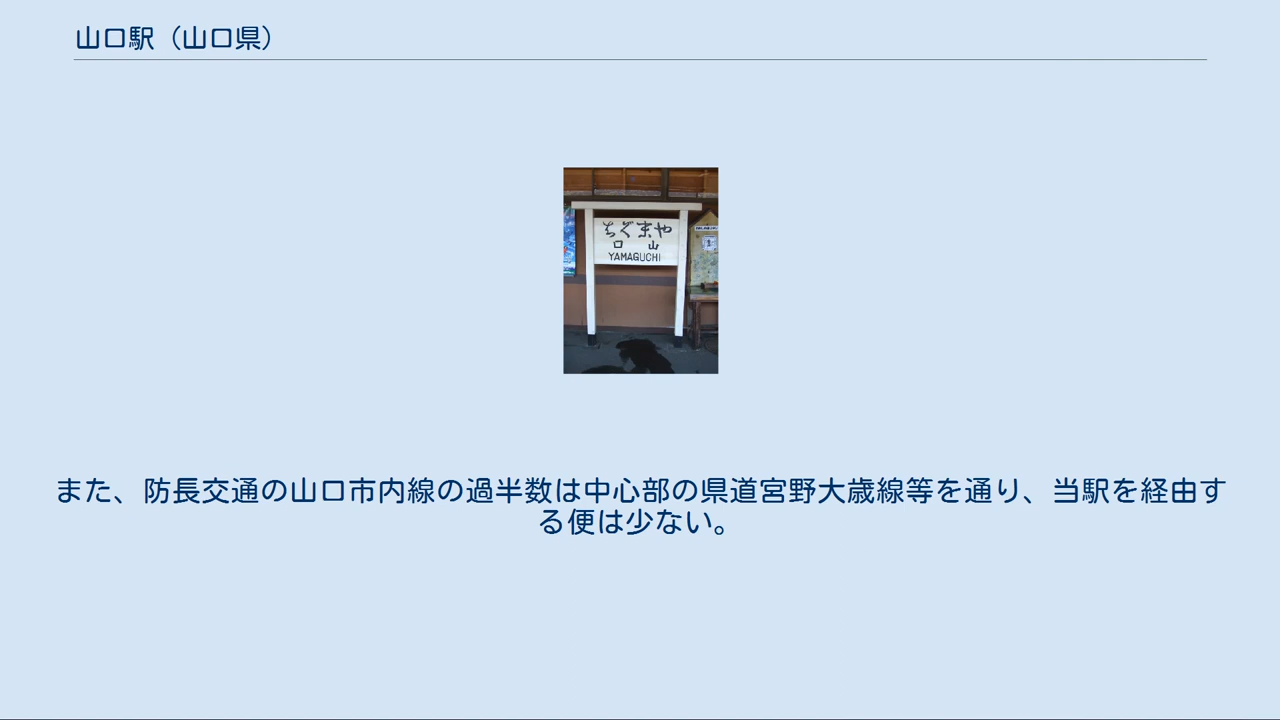 山口駅（山口県）
ちぐまや
口山
YAMAGUCHI
また、防長交通の山口市内線の過半数は中心部の県道宮野大歳線等を通り、当駅を経由す
る便は少ない。